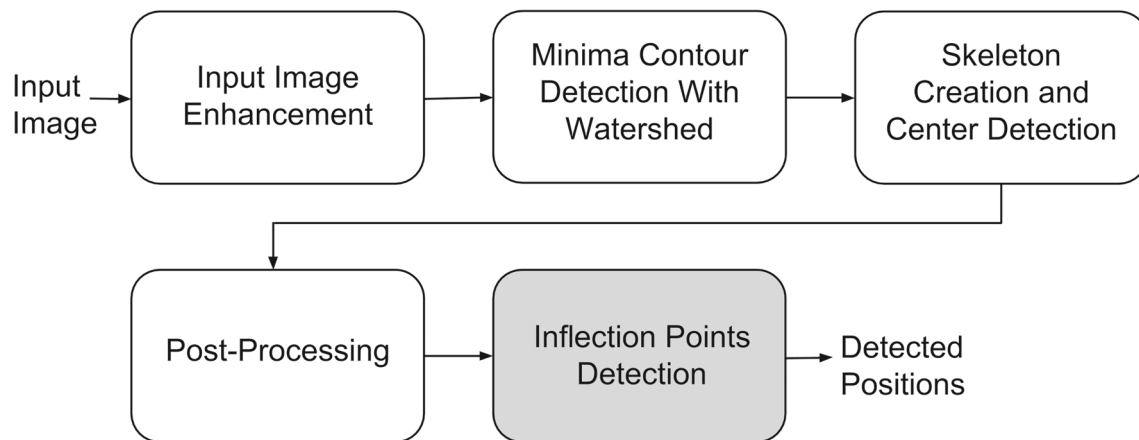 Input
Image
Input Image
Enhancement
Minima Contour
Detection With
Watershed
Skeleton
Creation and
Center Detection
Post-Processing
Inflection Points
Detection
Detected
Positions